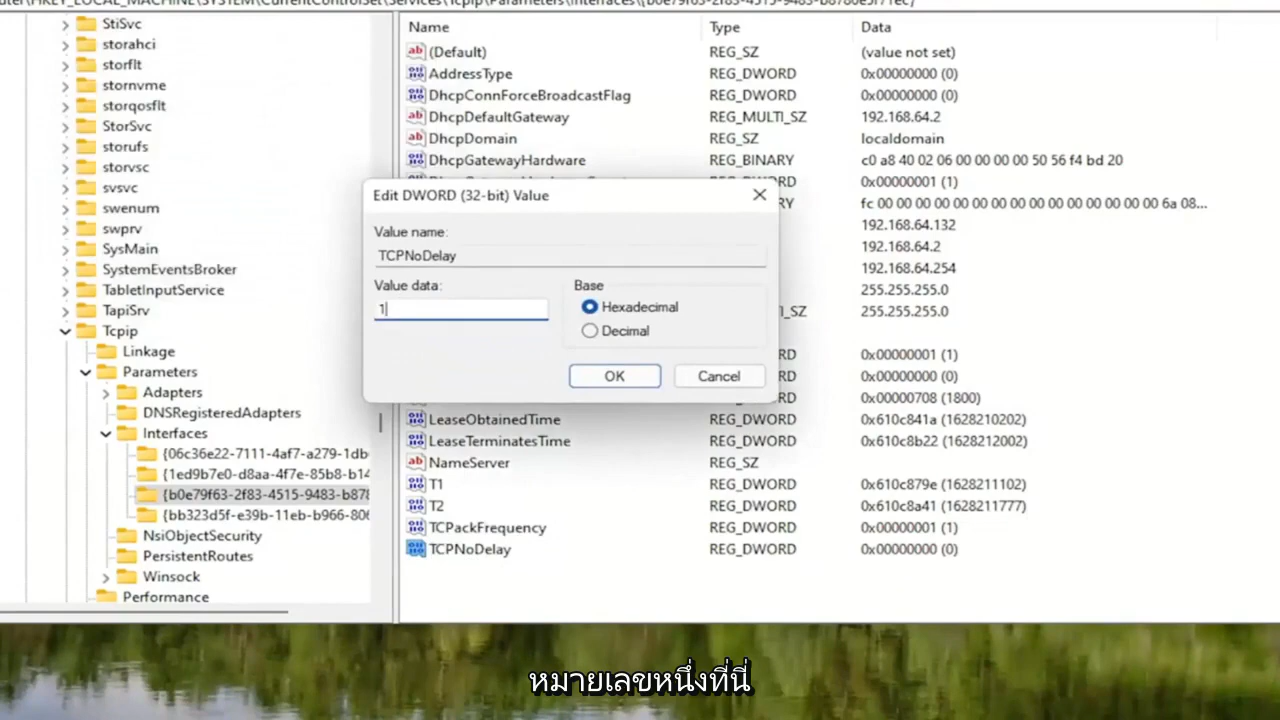 StiSvc
storahci
storflt
stornvme
storqosflt
StorSvc
storufs
storvsc
svsvc
swenum
swprv
SysMain
SystemEventsBroker
TabletInputService
TapiSrv
Tcpip
Linkage
Parameters
Adapters
DNSRegisteredAdapters
Interfaces
{06c36e22-7111-4af7-a279-1db
{1ed9b7e0-d8aa-4f7e-85b8-b14
{b0e79f63-2f83-4515-9483-b878
{bb323d5f-e39b-11eb-b966-806
NsiObjectSecurity
PersistentRoutes
Winsock
Performance
Name Type Data
(Default) REG_SZ (value not set)
AddressType REG_DWORD 0x00000000 (0)
DhcpConnForceBroadcastFlag REG_DWORD 0x00000000 (0)
DhcpDefaultGateway REG_MULTI_SZ 192.168.64.2
DhcpDomain REG_SZ localdomain
DhcpGatewayHardware REG_BINARY c0 a8 40 02 06 00 00 00 00 50 56 f4 bd 20
0x00000001 (1)
fc 00 00 00 00 00 00 00 00 00 00 00 00 00 00 00 6a 08...
192.168.64.132
192.168.64.2
192.168.64.254
255.255.255.0
255.255.255.0
0x00000001 (1)
0x00000000 (0)
0x00000708 (1800)
LeaseObtainedTime REG_DWORD 0x610c841a (1628210202)
LeaseTerminatesTime REG_DWORD 0x610c8b22 (1628212002)
NameServer REG_SZ
T1 REG_DWORD 0x610c879e (1628211102)
T2 REG_DWORD 0x610c8a41 (1628211777)
TCPackFrequency REG_DWORD 0x00000001 (1)
TCPNoDelay REG_DWORD 0x00000000 (0)
Edit DWORD (32-bit) Value
Value name:
TCPNoDelay
Value data:
1
Base
Hexadecimal
Decimal
OK Cancel
หมายเลขหนึ่งที่นี่